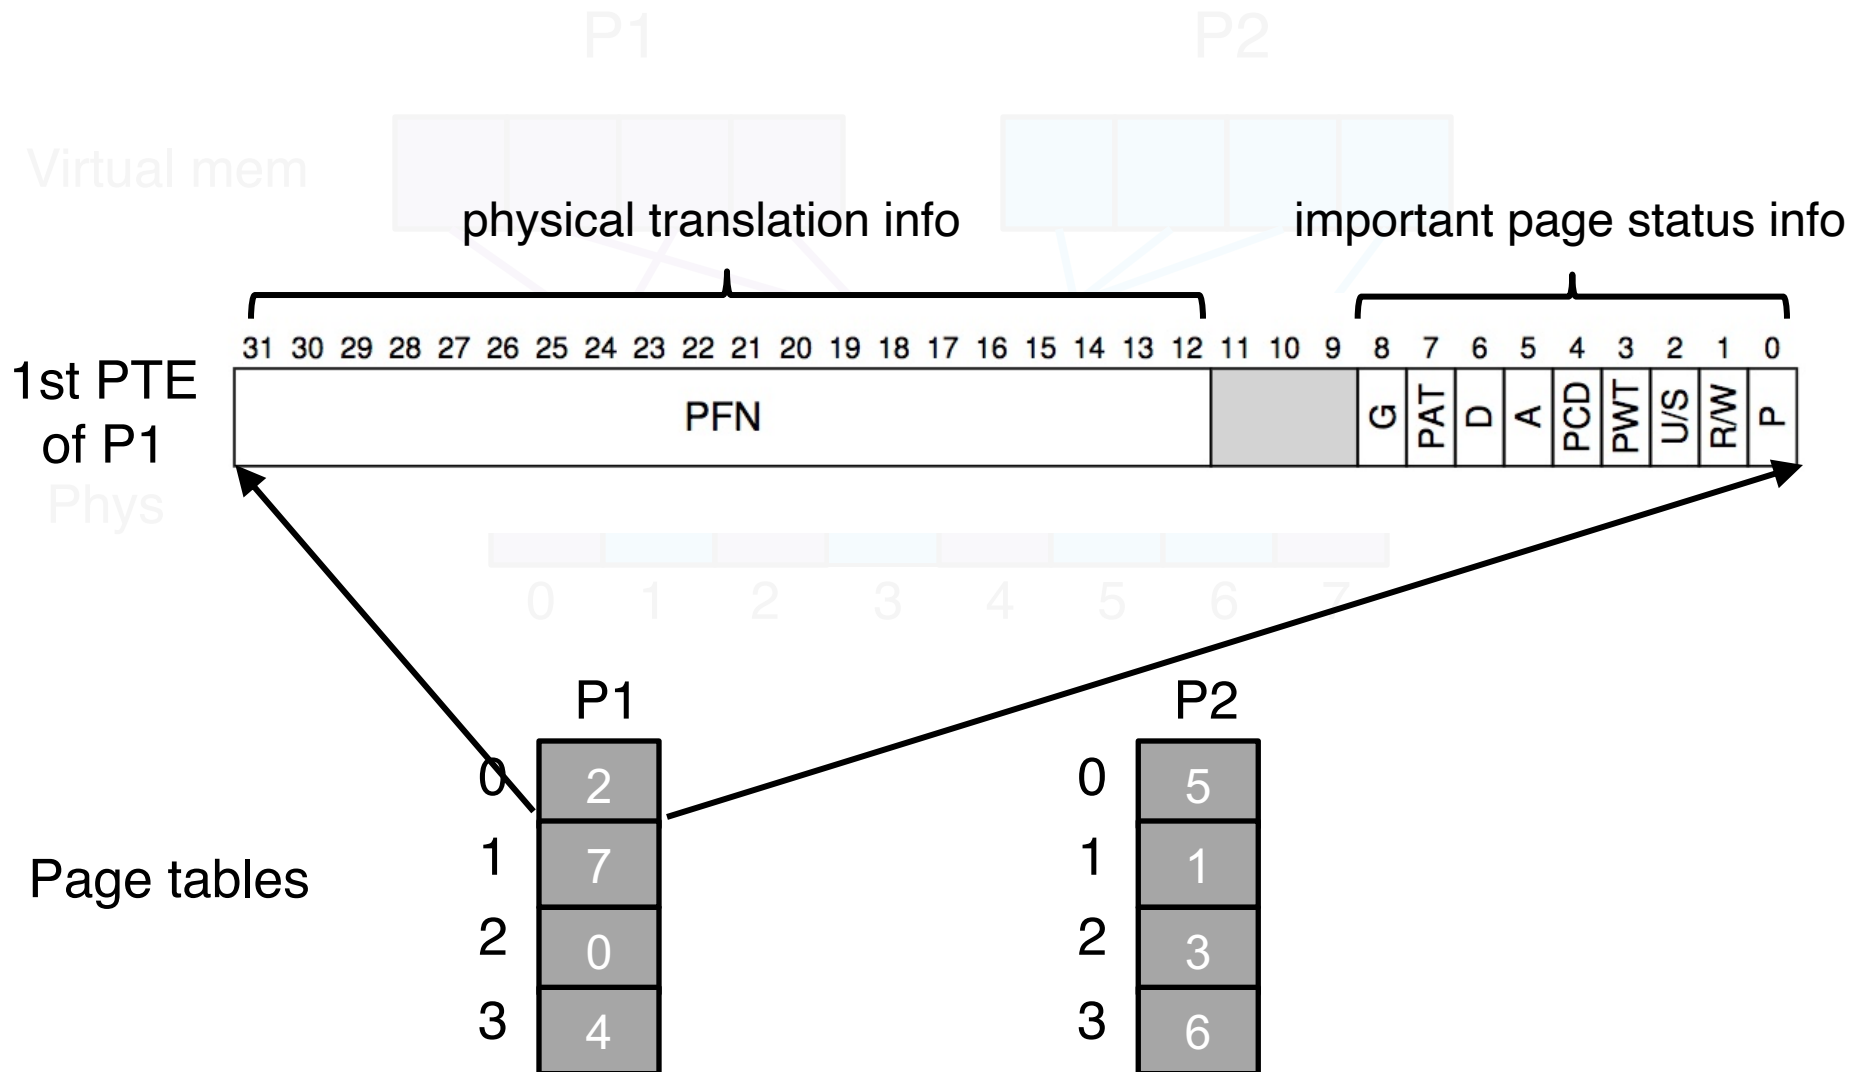 P1 P2
Virtual mem
physical translation info important page status info
31 30 29 28 27 26 25 24 23 22 21 20 19 18 17 16 15 14 13 12 11 10 9 8 7 6 5 4 3 2 1 0
1st PTE
of P1
PFN G PAT D A PCD PWT U/S R/W P
Phys
0 1 2 3 4 5 6 7
P1 P2
0 2 0 5
1 7 1 1
Page tables
2 0 2 3
3 4 3 6